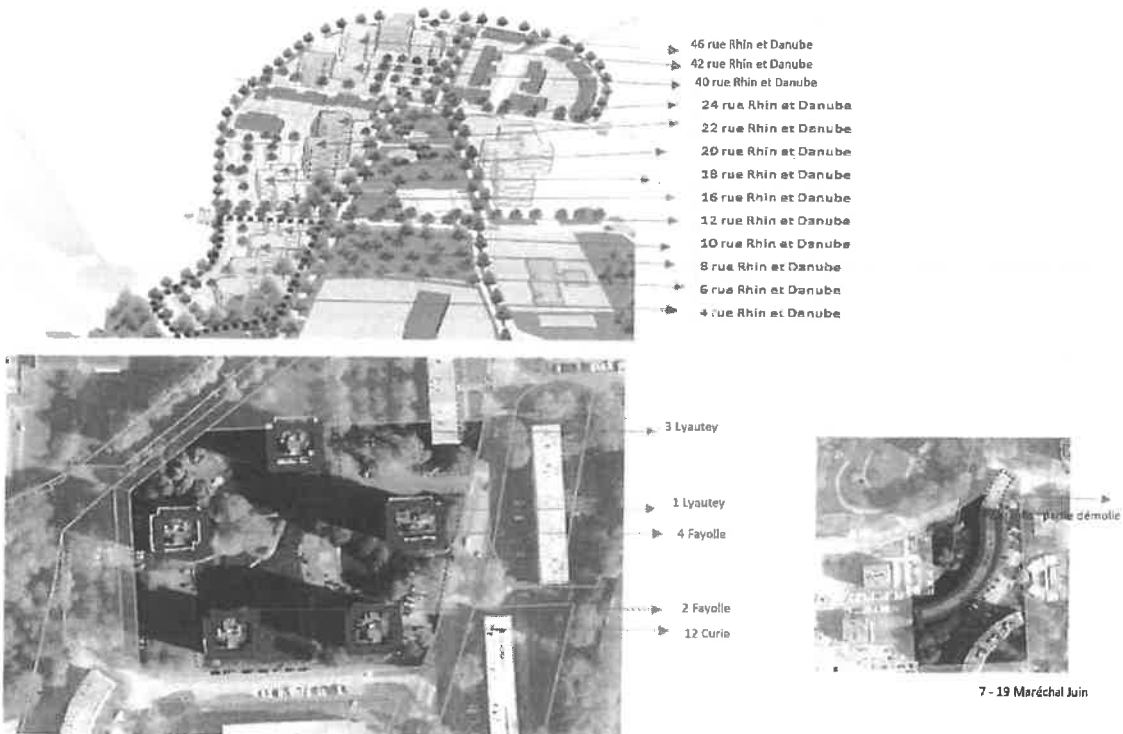 46 rue Rhin et Danube
42 rue Rhin et Danube
40 rue Rhin et Danube
24 rue Rhin et Danube
22 rue Rhin et Danube
20 rue Rhin et Danube
18 rue Rhin et Danube
16 rue Rhin et Danube
12 rue Rhin et Danube
10 rue Rhin et Danube
8 rue Rhin et Danube
6 rue Rhin et Danube
4 rue Rhin et Danube
3 Lyautey
1 Lyautey
4 Fayolle
2 Fayolle
12 Curie
partie démolie
7 - 19 Maréchal Juin